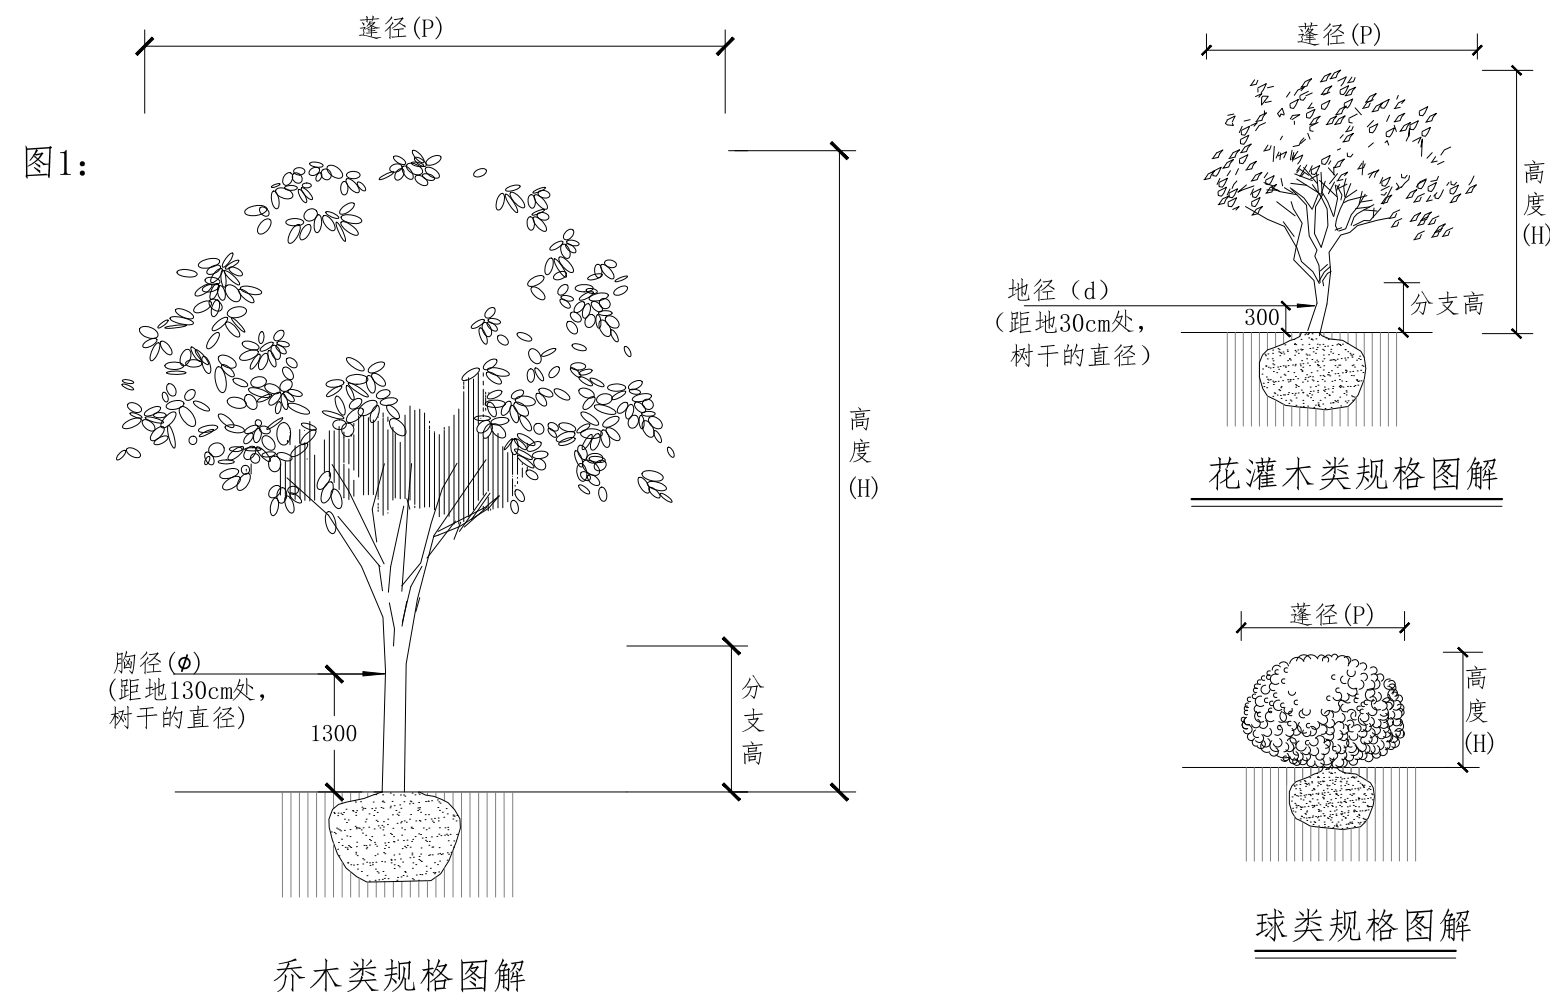 图1：
蓬径(P)
高
度
(H)
胸径(ϕ)
(距地130cm处，
树干的直径)
1300
分
支
高
乔木类规格图解
蓬径(P)
高
度
(H)
地径（d）
（距地30cm处，
树干的直径）
300
分支高
花灌木类规格图解
蓬径(P)
高
度
(H)
球类规格图解